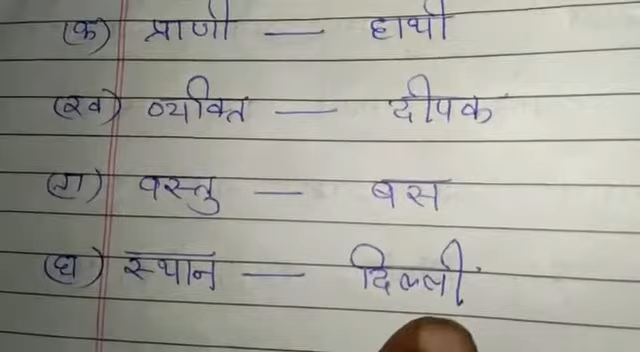 (क) प्राणी — हाथी
(ख) व्यक्ति — दीपक
(ग) वस्तु — बस
(घ) स्थान — दिल्ली